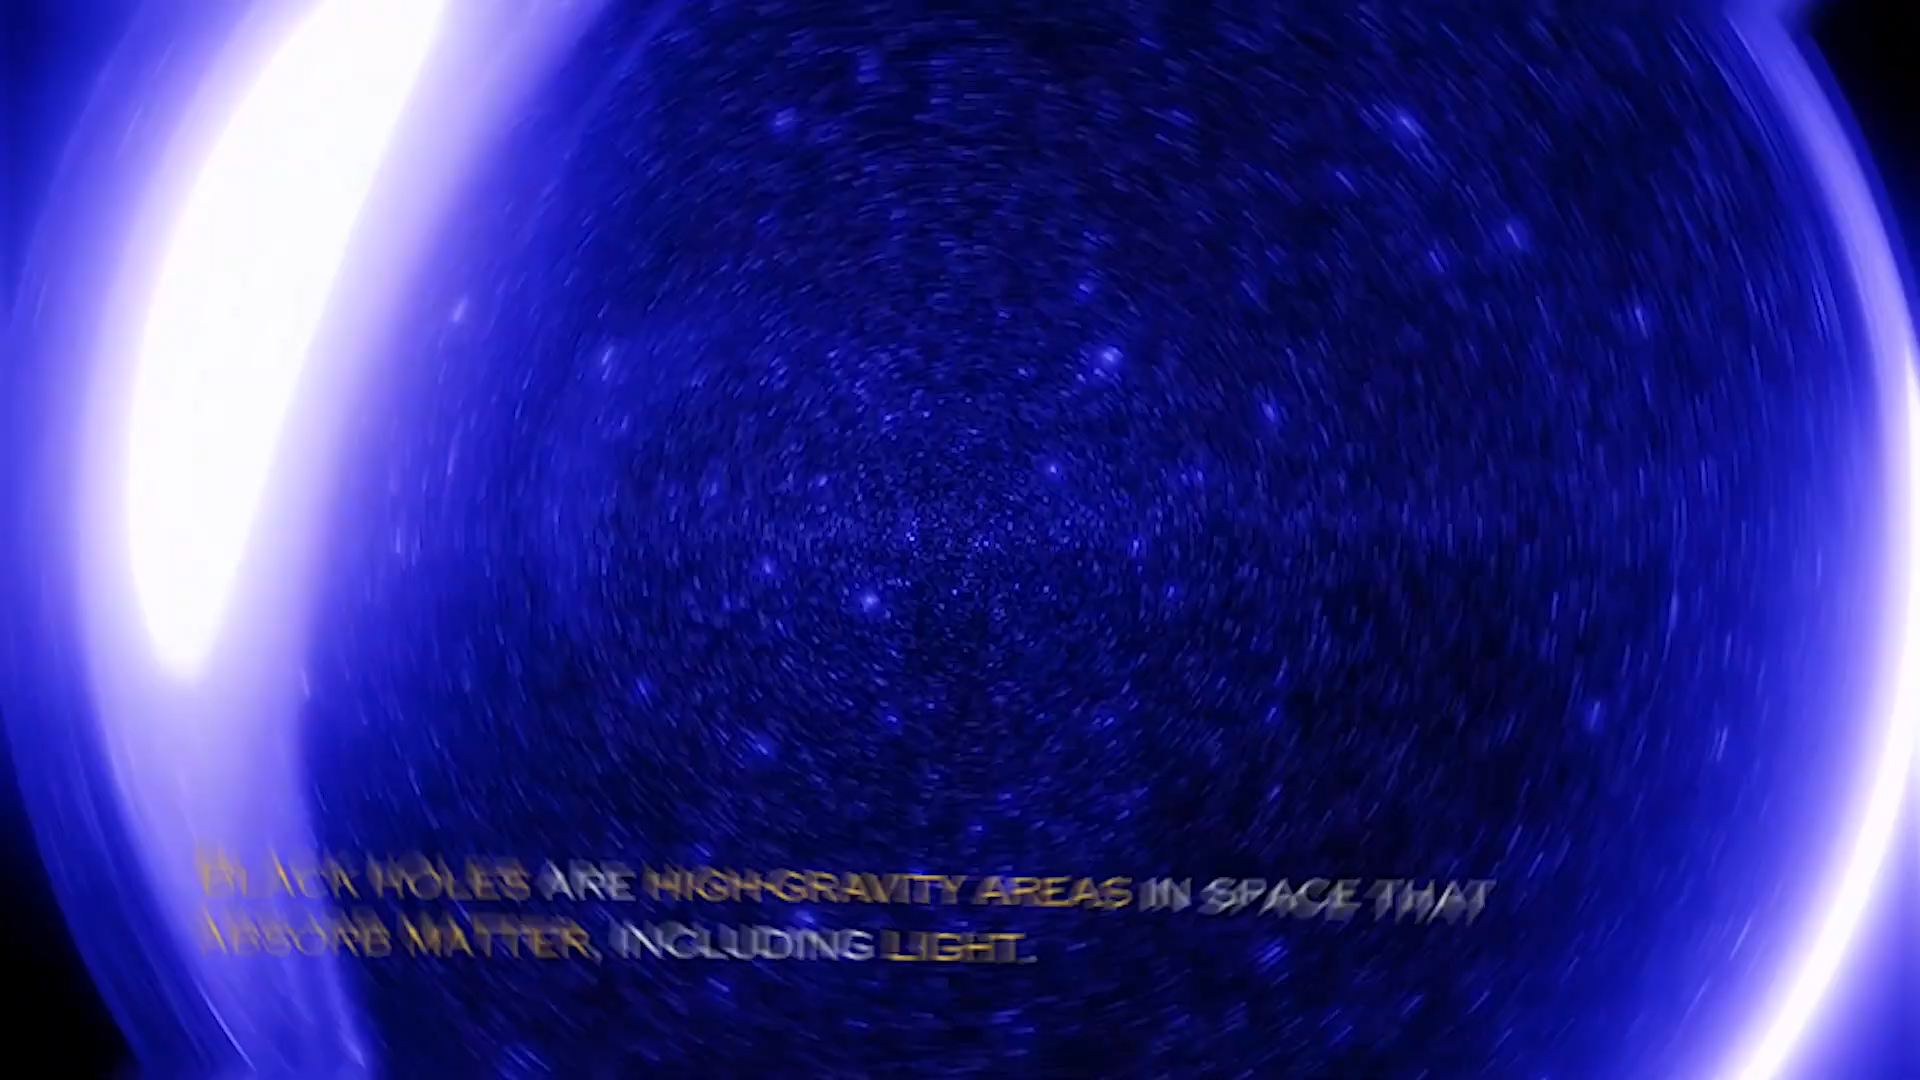 BLACK HOLES ARE HIGH-GRAVITY AREAS IN SPACE THAT
ABSORB MATTER, INCLUDING LIGHT.